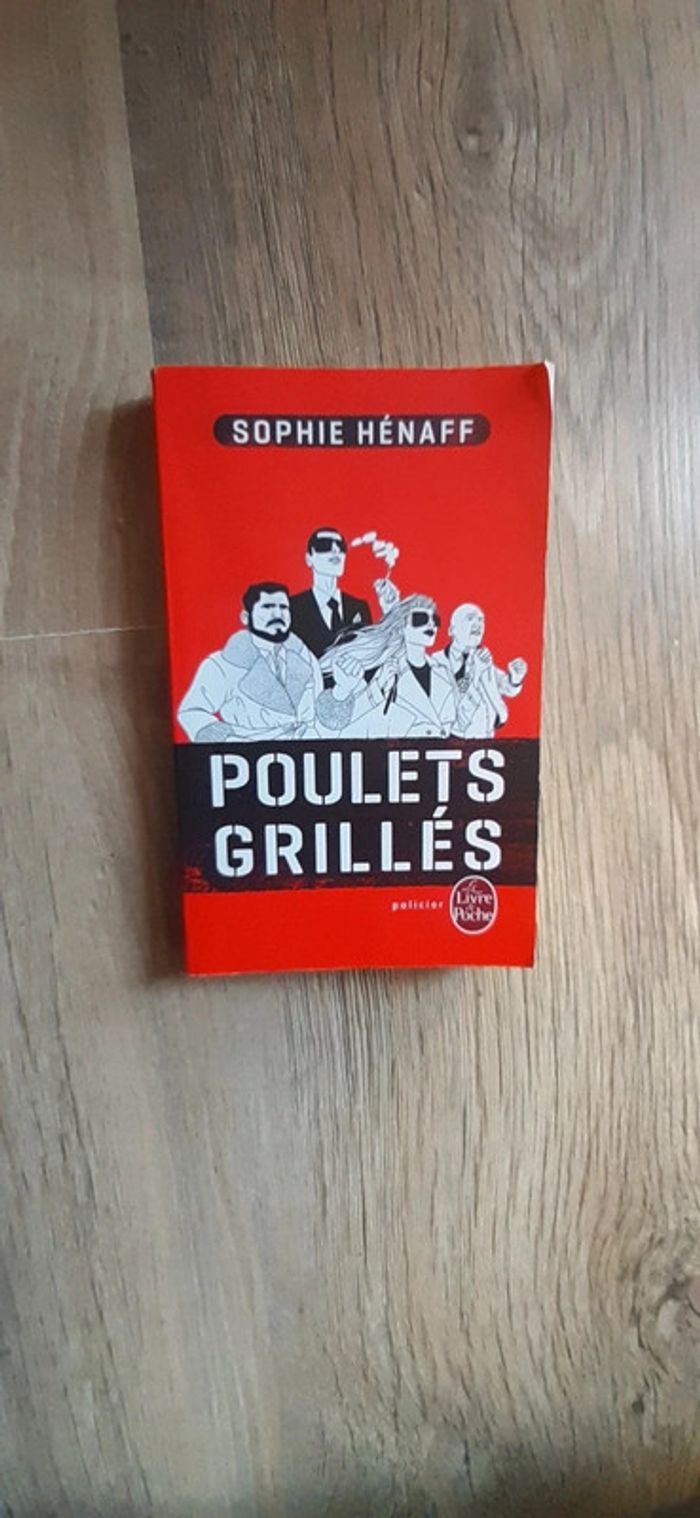 SOPHIE HÉNAFF
POULETS
GRILLÉS
policier
Le
Livre
de
Poche